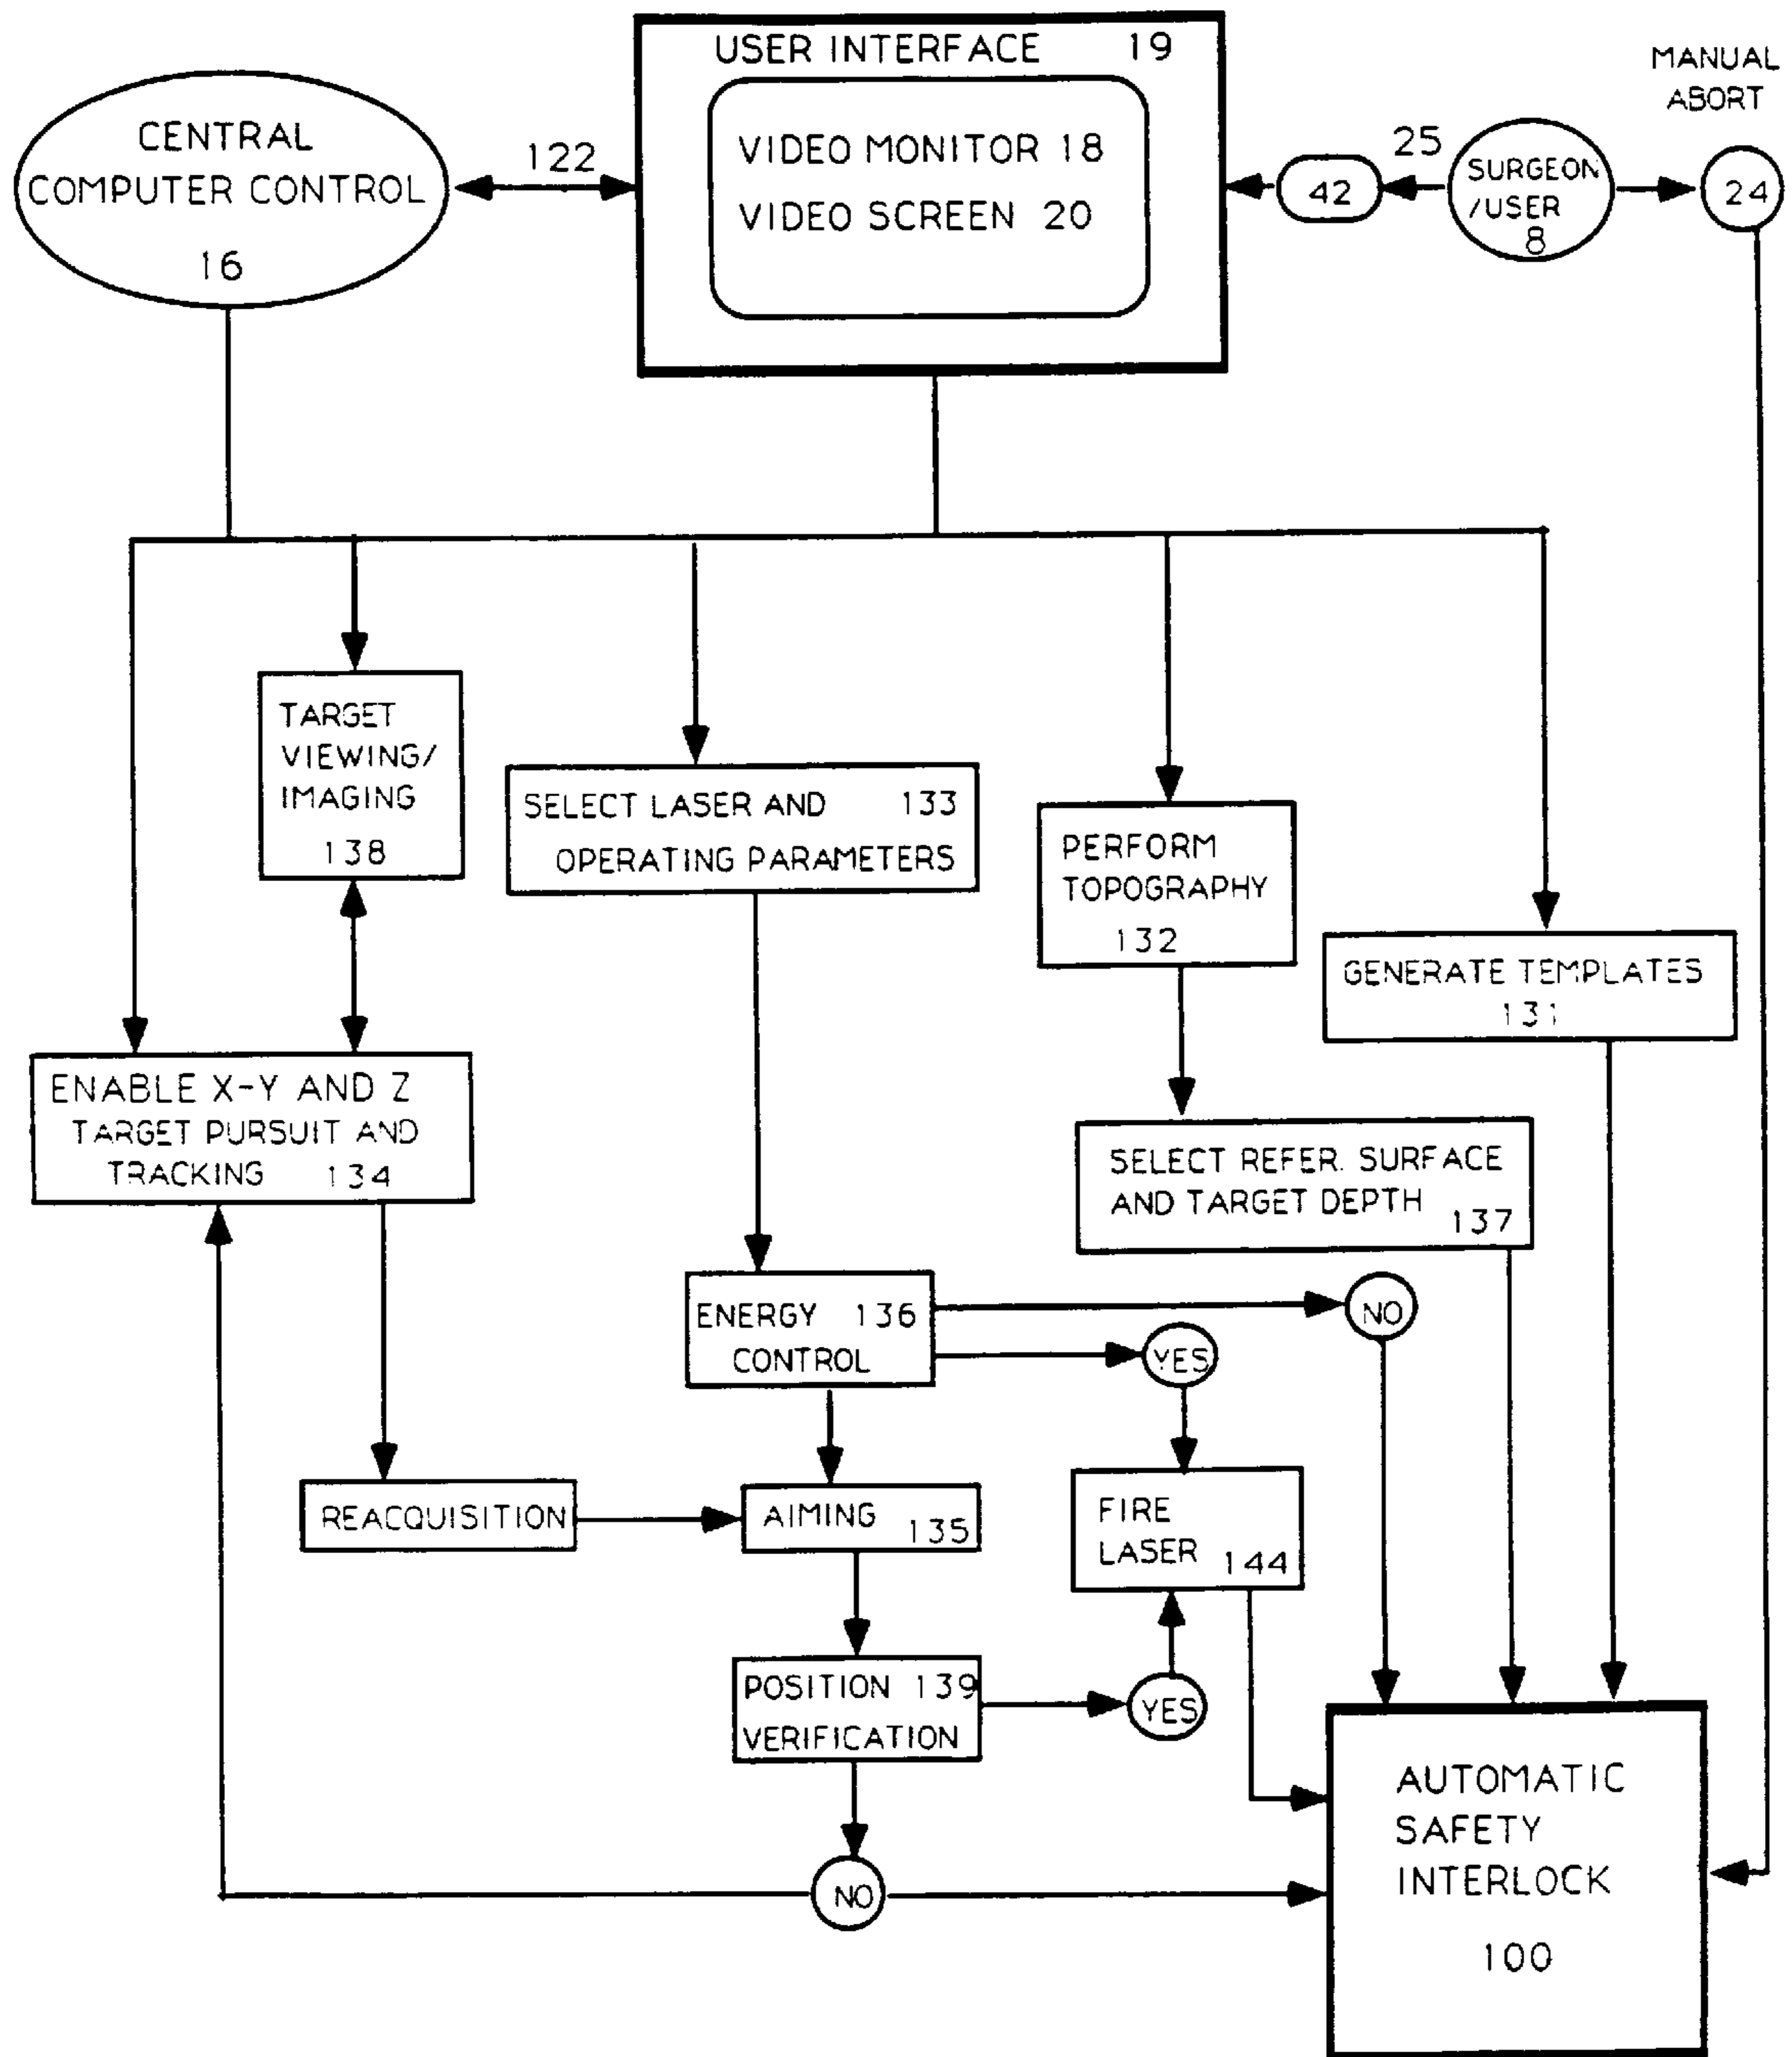 USER INTERFACE 19
VIDEO MONITOR 18
VIDEO SCREEN 20
CENTRAL
COMPUTER CONTROL
16
122
42
25
SURGEON
/USER
8
MANUAL
ABORT
24
TARGET
VIEWING/
IMAGING
138
SELECT LASER AND 133
OPERATING PARAMETERS
PERFORM
TOPOGRAPHY
132
GENERATE TEMPLATES
131
ENABLE X-Y AND Z
TARGET PURSUIT AND
TRACKING 134
SELECT REFER. SURFACE
AND TARGET DEPTH
137
ENERGY 136
CONTROL
NO
YES
REACQUISITION
AIMING
135
FIRE
LASER 144
POSITION 139
VERIFICATION
YES
NO
AUTOMATIC
SAFETY
INTERLOCK
100